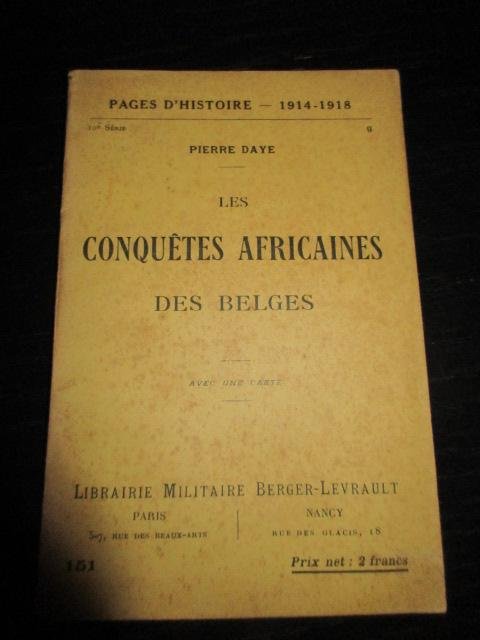 PAGES D'HISTOIRE — 1914-1918
10e Série 9
PIERRE DAYE
LES
CONQUÊTES AFRICAINES
DES BELGES
AVEC UNE CARTE
LIBRAIRIE MILITAIRE BERGER-LEVRAULT
PARIS NANCY
5-7, RUE DES BEAUX-ARTS RUE DES GLACIS, 18
151 Prix net : 2 francs